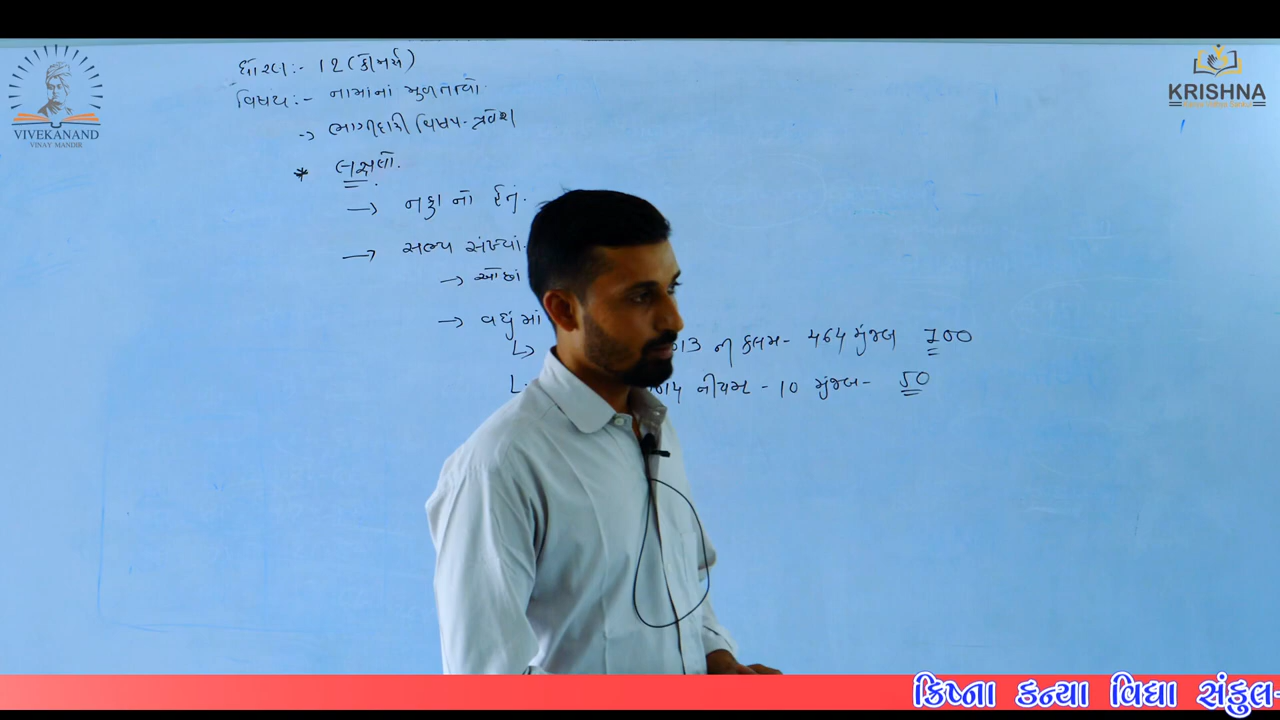 ધોરણ:- 12 (કોમર્સ)
વિષય:- નામાંનાં મુળતત્વો.
→ ભાગીદારી વિષય-પ્રવેશ
* લક્ષણો.
→ નફા નો હેતું.
→ સભ્ય સંખ્યાં.
→ ઓછાં
→ વધું માં
013 ની કલમ - 464 મુંજબ 100
014 નીયમ - 10 મુંજબ - 50
VIVEKANAND
VINAY MANDIR
KRISHNA
ક્રિષ્ના કન્યા વિદ્યા સંકુલ-